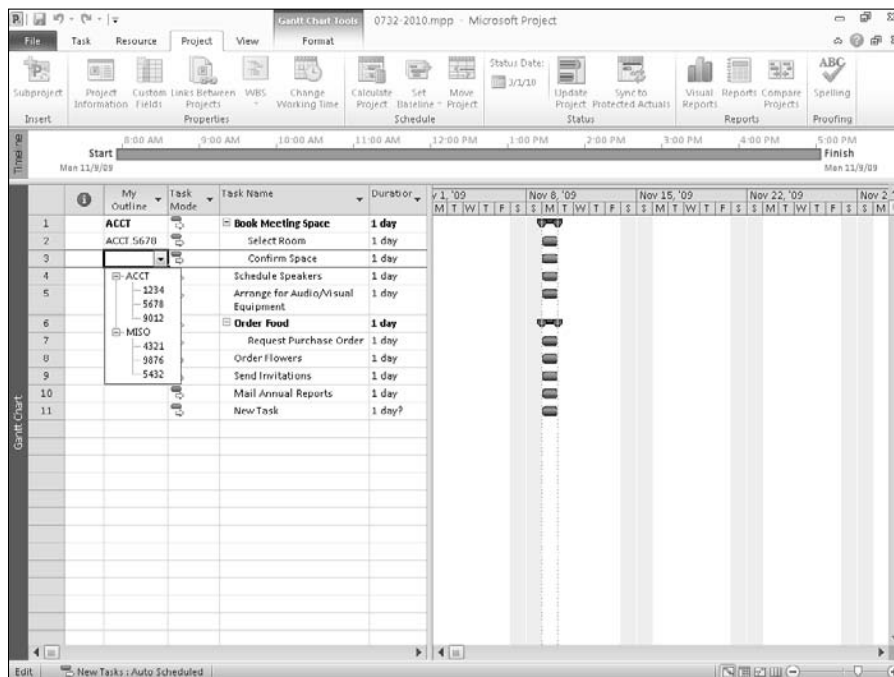 Gantt Chart Tools 0732-2010.mpp - Microsoft Project
File Task Resource Project View Format
Subproject Project Information Custom Fields Links Between Projects WBS Change Working Time Calculate Project Set Baseline Move Project Status Date: 3/1/10 Update Project Sync to Protected Actuals Visual Reports Reports Compare Projects ABC Spelling
Insert Properties Schedule Status Reports Proofing
Timeline
8:00 AM 9:00 AM 10:00 AM 11:00 AM 12:00 PM 1:00 PM 2:00 PM 3:00 PM 4:00 PM 5:00 PM
Start Finish
Mon 11/9/09 Mon 11/9/09
My Outline Task Mode Task Name Duration
1, '09 Nov 8, '09 Nov 15, '09 Nov 22, '09 Nov 2
M T W T F S S M T W T F S S M T W T F S S M T W T F S S M
1 ACCT Book Meeting Space 1 day
2 ACCT 5678 Select Room 1 day
3 Confirm Space 1 day
4 Schedule Speakers 1 day
5 Arrange for Audio/Visual Equipment 1 day
6 Order Food 1 day
7 Request Purchase Order 1 day
8 Order Flowers 1 day
9 Send Invitations 1 day
10 Mail Annual Reports 1 day
11 New Task 1 day?
ACCT
1234
5678
9012
MISO
4321
9876
5432
Gantt Chart
Edit New Tasks : Auto Scheduled